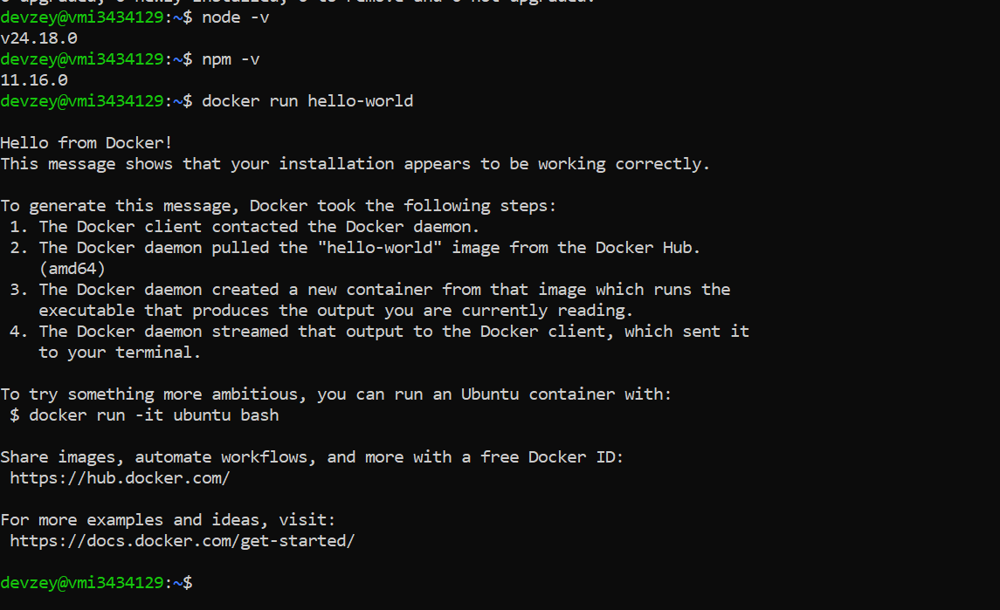 devzey@vmi3434129:~$ node -v
v24.18.0
devzey@vmi3434129:~$ npm -v
11.16.0
devzey@vmi3434129:~$ docker run hello-world
Hello from Docker!
This message shows that your installation appears to be working correctly.
To generate this message, Docker took the following steps:
1. The Docker client contacted the Docker daemon.
2. The Docker daemon pulled the "hello-world" image from the Docker Hub.
(amd64)
3. The Docker daemon created a new container from that image which runs the
executable that produces the output you are currently reading.
4. The Docker daemon streamed that output to the Docker client, which sent it
to your terminal.
To try something more ambitious, you can run an Ubuntu container with:
$ docker run -it ubuntu bash
Share images, automate workflows, and more with a free Docker ID:
https://hub.docker.com/
For more examples and ideas, visit:
https://docs.docker.com/get-started/
devzey@vmi3434129:~$